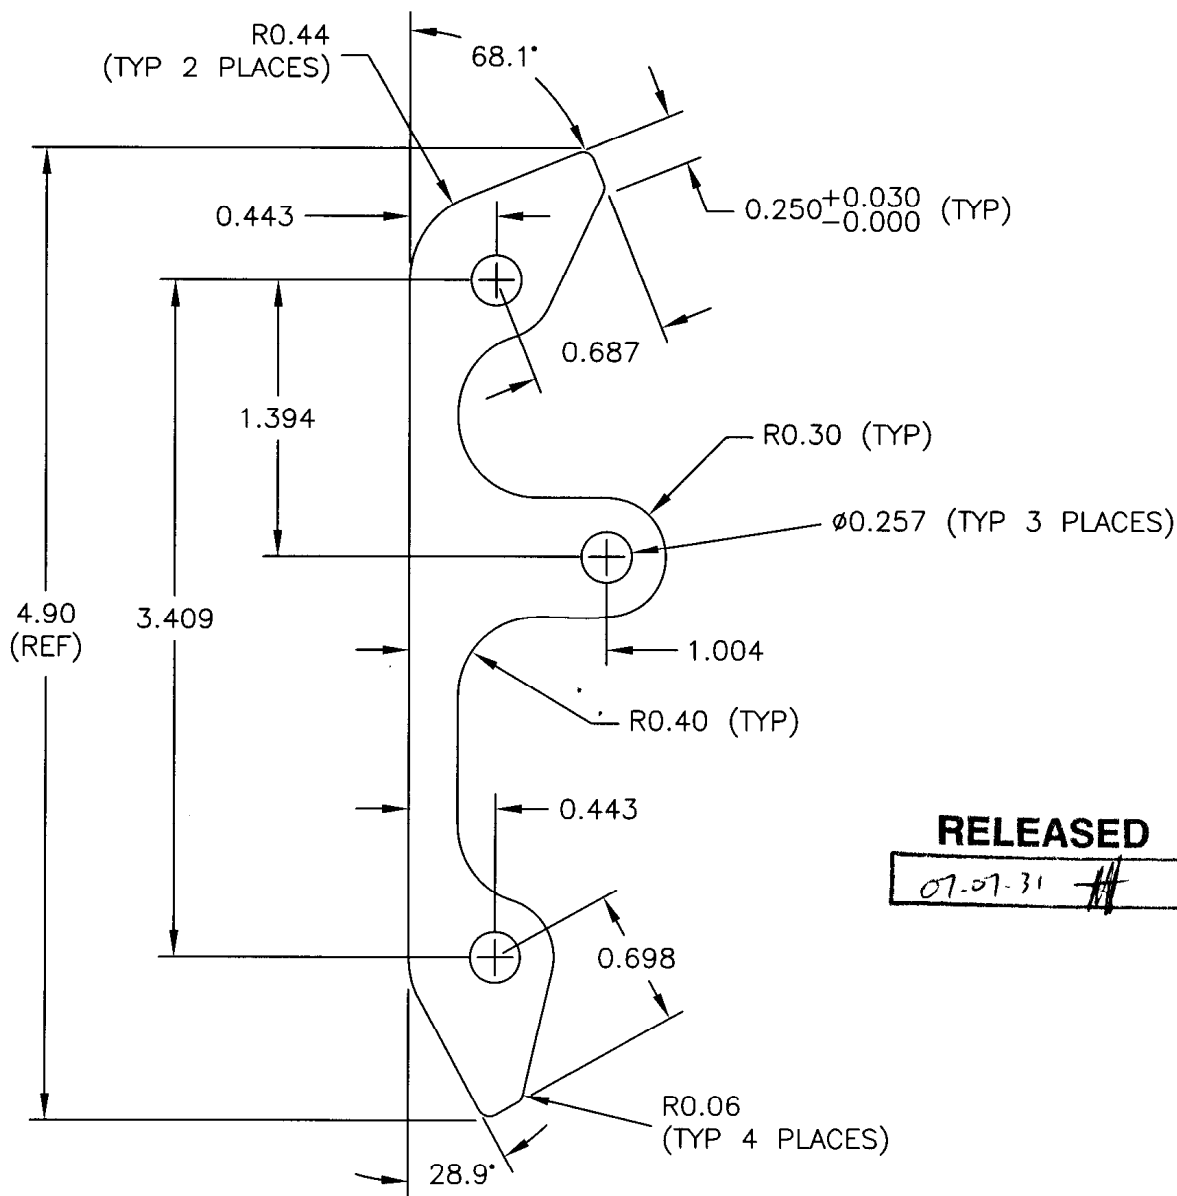 R0.44
(TYP 2 PLACES)
68.1°
0.443
0.250 +0.030 -0.000 (TYP)
0.687
1.394
R0.30 (TYP)
Ø0.257 (TYP 3 PLACES)
4.90
(REF)
3.409
1.004
R0.40 (TYP)
0.443
RELEASED
07-07-31
0.698
R0.06
(TYP 4 PLACES)
28.9°